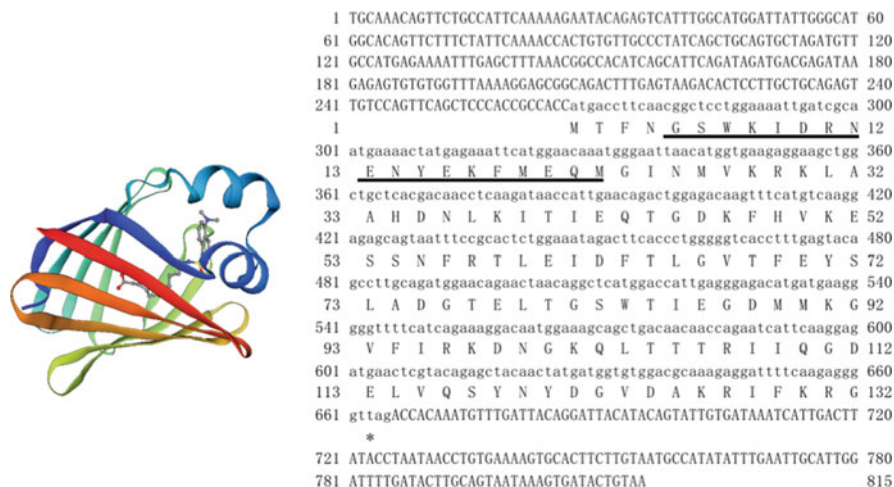 1 TGCAAACAGTTCTGCCATTCAAAAAGAATACAGAGTCATTTGGCATGGATTATTGGGCAT 60
61 GGCACAGTTCTTTCTATTCAAAACCACTGTGTTGCCCTATCAGCTGCAGTGCTAGATGTT 120
121 GCCATGAGAAAATTTGAGCTTTAAACGGCCACATCAGCATTCAGATAGATGACGAGATAA 180
181 GAGAGTGTGTGGTTTAAAAGGAGCGGCAGACTTTGAGTAAGACACTCCTTGCTGCAGAGT 240
241 TGTCCAGTTCAGCTCCCACCGCCACCatgaccttcaacggctcctggaaaattgatcgca 300
1 M T F N G S W K I D R N 12
301 atgaaaactatgagaaattcatggaacaaatgggaattaacatggtgaagaggaagctgg 360
13 E N Y E K F M E Q M G I N M V K R K L A 32
361 ctgctcacgacaacctcaagataaccattgaacagactggagacaagtttcatgtcaagg 420
33 A H D N L K I T I E Q T G D K F H V K E 52
421 agagcagtaatttccgcactctggaaatagacttcaccctgggggtcacctttgagtaca 480
53 S S N F R T L E I D F T L G V T F E Y S 72
481 gccttgcagatggaacagaactaacaggctcatggaccattgagggagacatgatgaagg 540
73 L A D G T E L T G S W T I E G D M M K G 92
541 gggttttcatcagaaaggacaatggaaagcagctgacaacaaccagaatcattcaaggag 600
93 V F I R K D N G K Q L T T T R I I Q G D 112
601 atgaactcgtacagagctacaactatgatggtgtggacgcaaagaggattttcaagaggg 660
113 E L V Q S Y N Y D G V D A K R I F K R G 132
661 gttagACCACAAATGTTTGATTACAGGATTACATACAGTATTGTGATAAATCATTGACTT 720
*
721 ATACCTAATAACCTGTGAAAAGTGCACTTCTTGTAATGCCATATATTTGAATTGCATTGG 780
781 ATTTTGATACTTGCAGTAATAAAGTGATACTGTAA 815